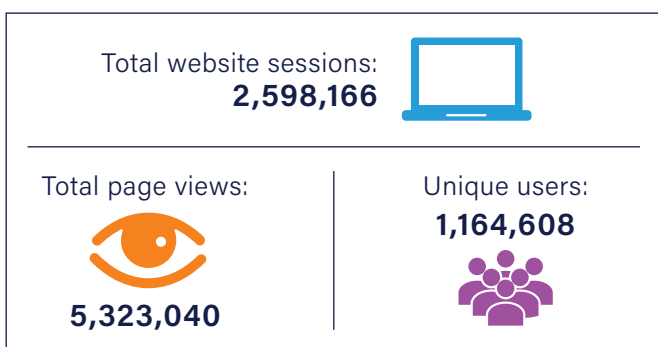 Total website sessions:
2,598,166
Total page views:
5,323,040
Unique users:
1,164,608